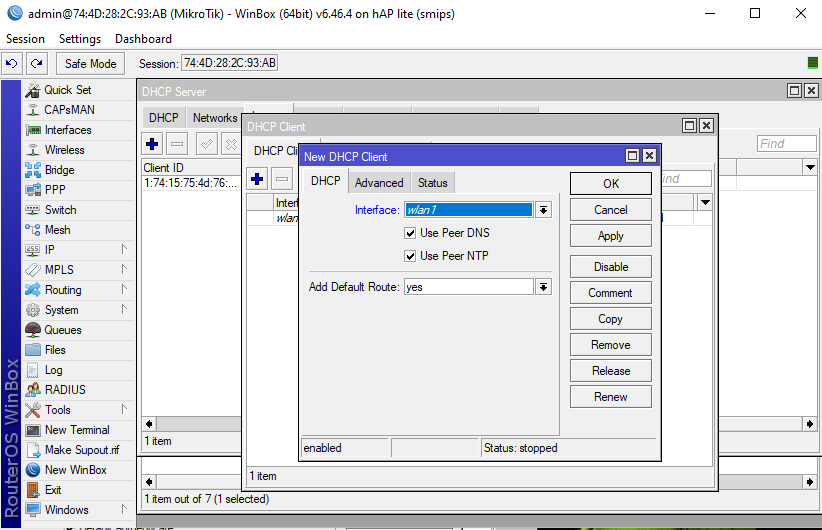 admin@74:4D:28:2C:93:AB (MikroTik) - WinBox (64bit) v6.46.4 on hAP lite (smips)
Session Settings Dashboard
Safe Mode Session: 74:4D:28:2C:93:AB
Quick Set
CAPsMAN
Interfaces
Wireless
Bridge
PPP
Switch
Mesh
IP
MPLS
Routing
System
Queues
Files
Log
RADIUS
Tools
New Terminal
Make Supout.rif
New WinBox
Exit
Windows
RouterOS WinBox
DHCP Server
DHCP Networks
Find
Client ID
1:74:15:75:4d:76:...
1 item
1 item out of 7 (1 selected)
DHCP Client
DHCP Cli
nd
Interf
wlan
1 item
New DHCP Client
DHCP Advanced Status
Interface: wlan1
Use Peer DNS
Use Peer NTP
Add Default Route: yes
OK
Cancel
Apply
Disable
Comment
Copy
Remove
Release
Renew
enabled
Status: stopped